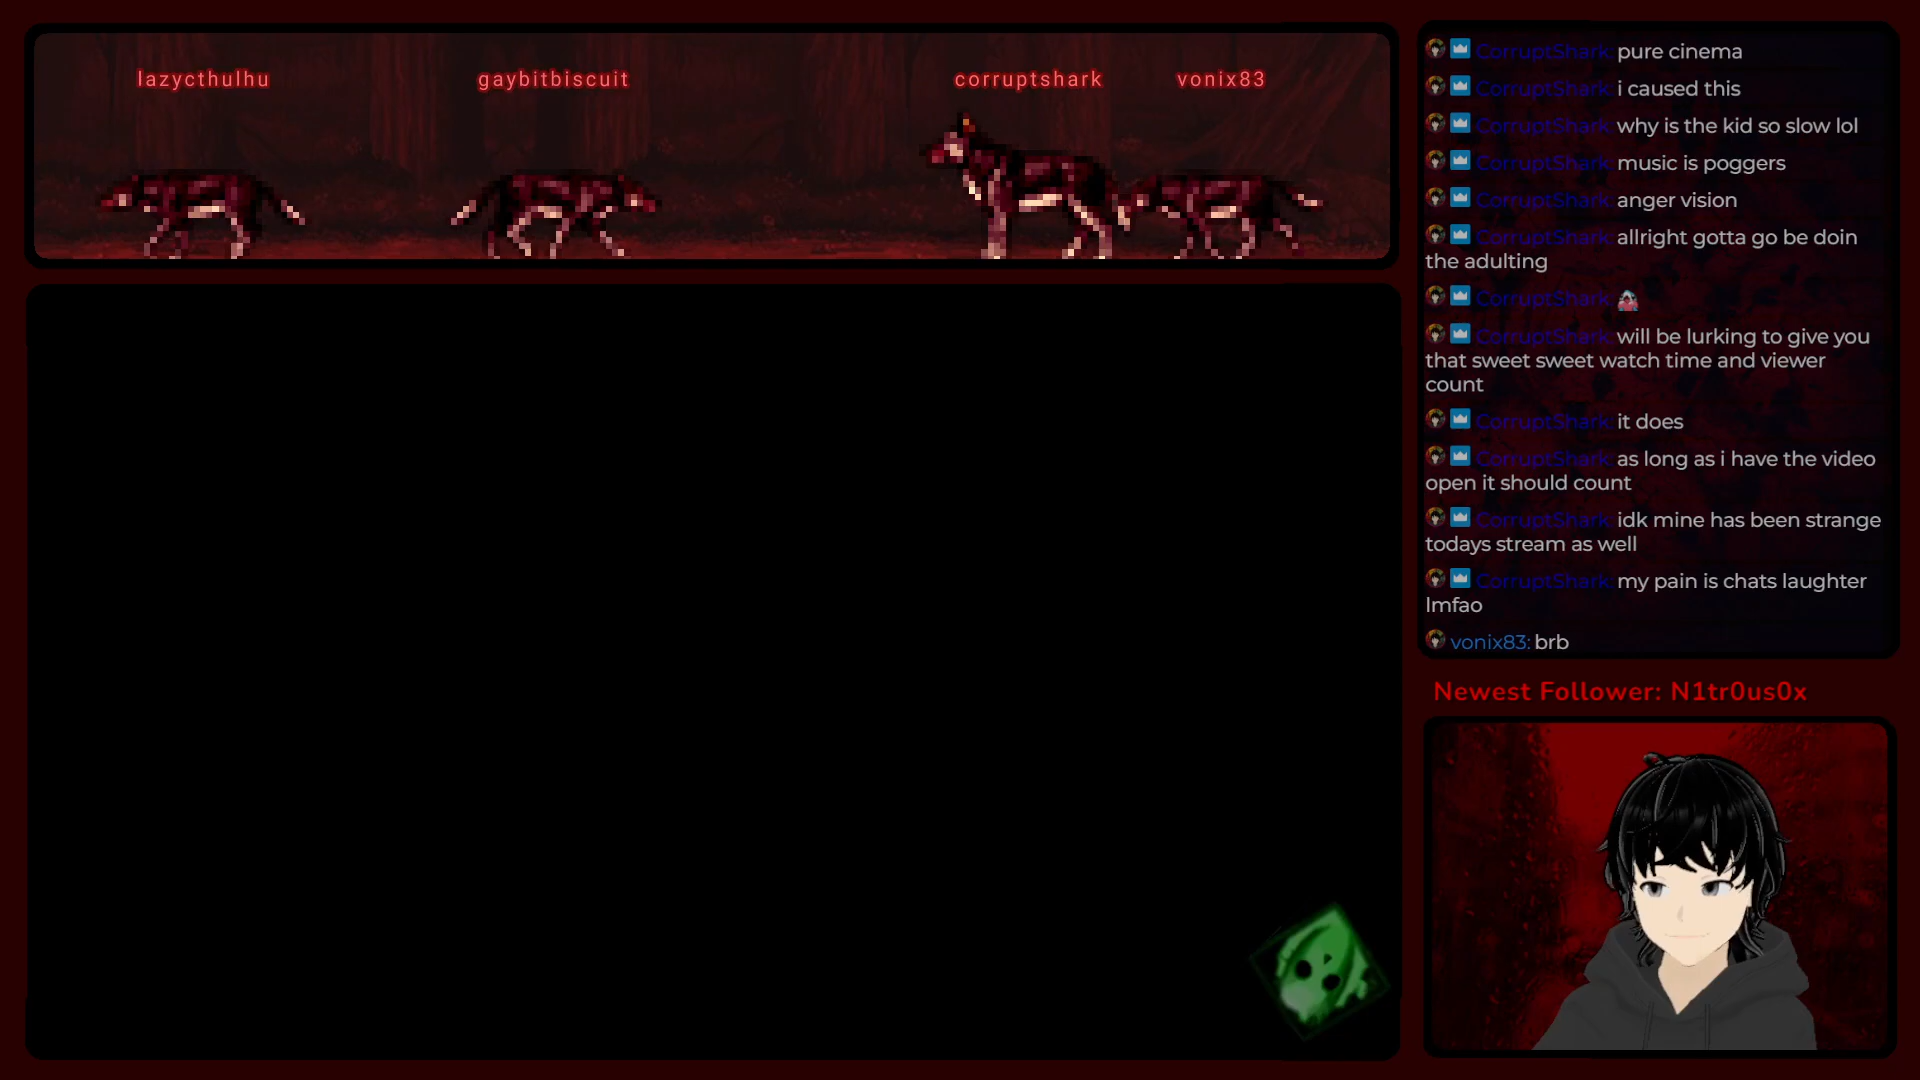 lazycthulhu
gaybitbiscuit
corruptshark
vonix83
CorruptShark: pure cinema
CorruptShark: i caused this
CorruptShark: why is the kid so slow lol
CorruptShark: music is poggers
CorruptShark: anger vision
CorruptShark: allright gotta go be doin
the adulting
CorruptShark:
CorruptShark: will be lurking to give you
that sweet sweet watch time and viewer
count
CorruptShark: it does
CorruptShark: as long as i have the video
open it should count
CorruptShark: idk mine has been strange
todays stream as well
CorruptShark: my pain is chats laughter
lmfao
vonix83: brb
Newest Follower: N1tr0us0x